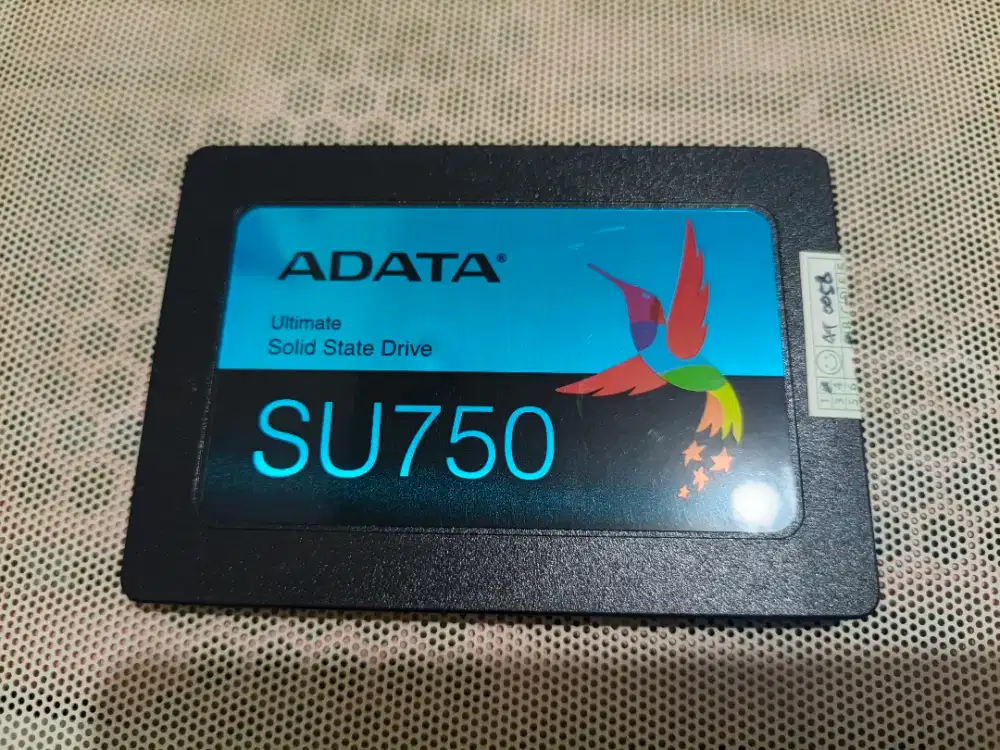 ADATA®
Ultimate
Solid State Drive
SU750